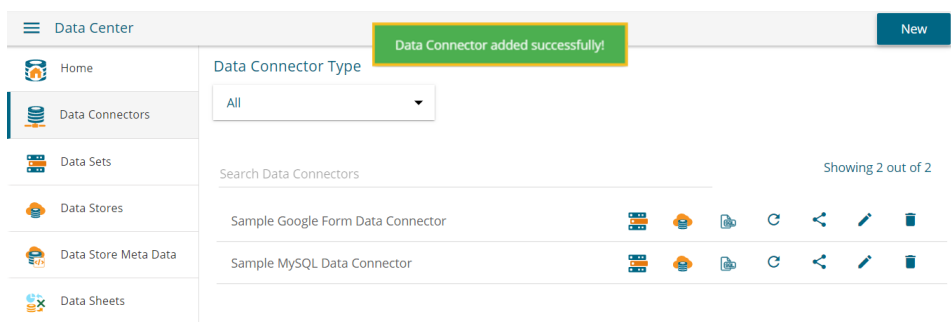 Data Center
Data Connector added successfully!
New
Home
Data Connectors
Data Sets
Data Stores
Data Store Meta Data
Data Sheets
Data Connector Type
All
Search Data Connectors
Showing 2 out of 2
Sample Google Form Data Connector
Sample MySQL Data Connector